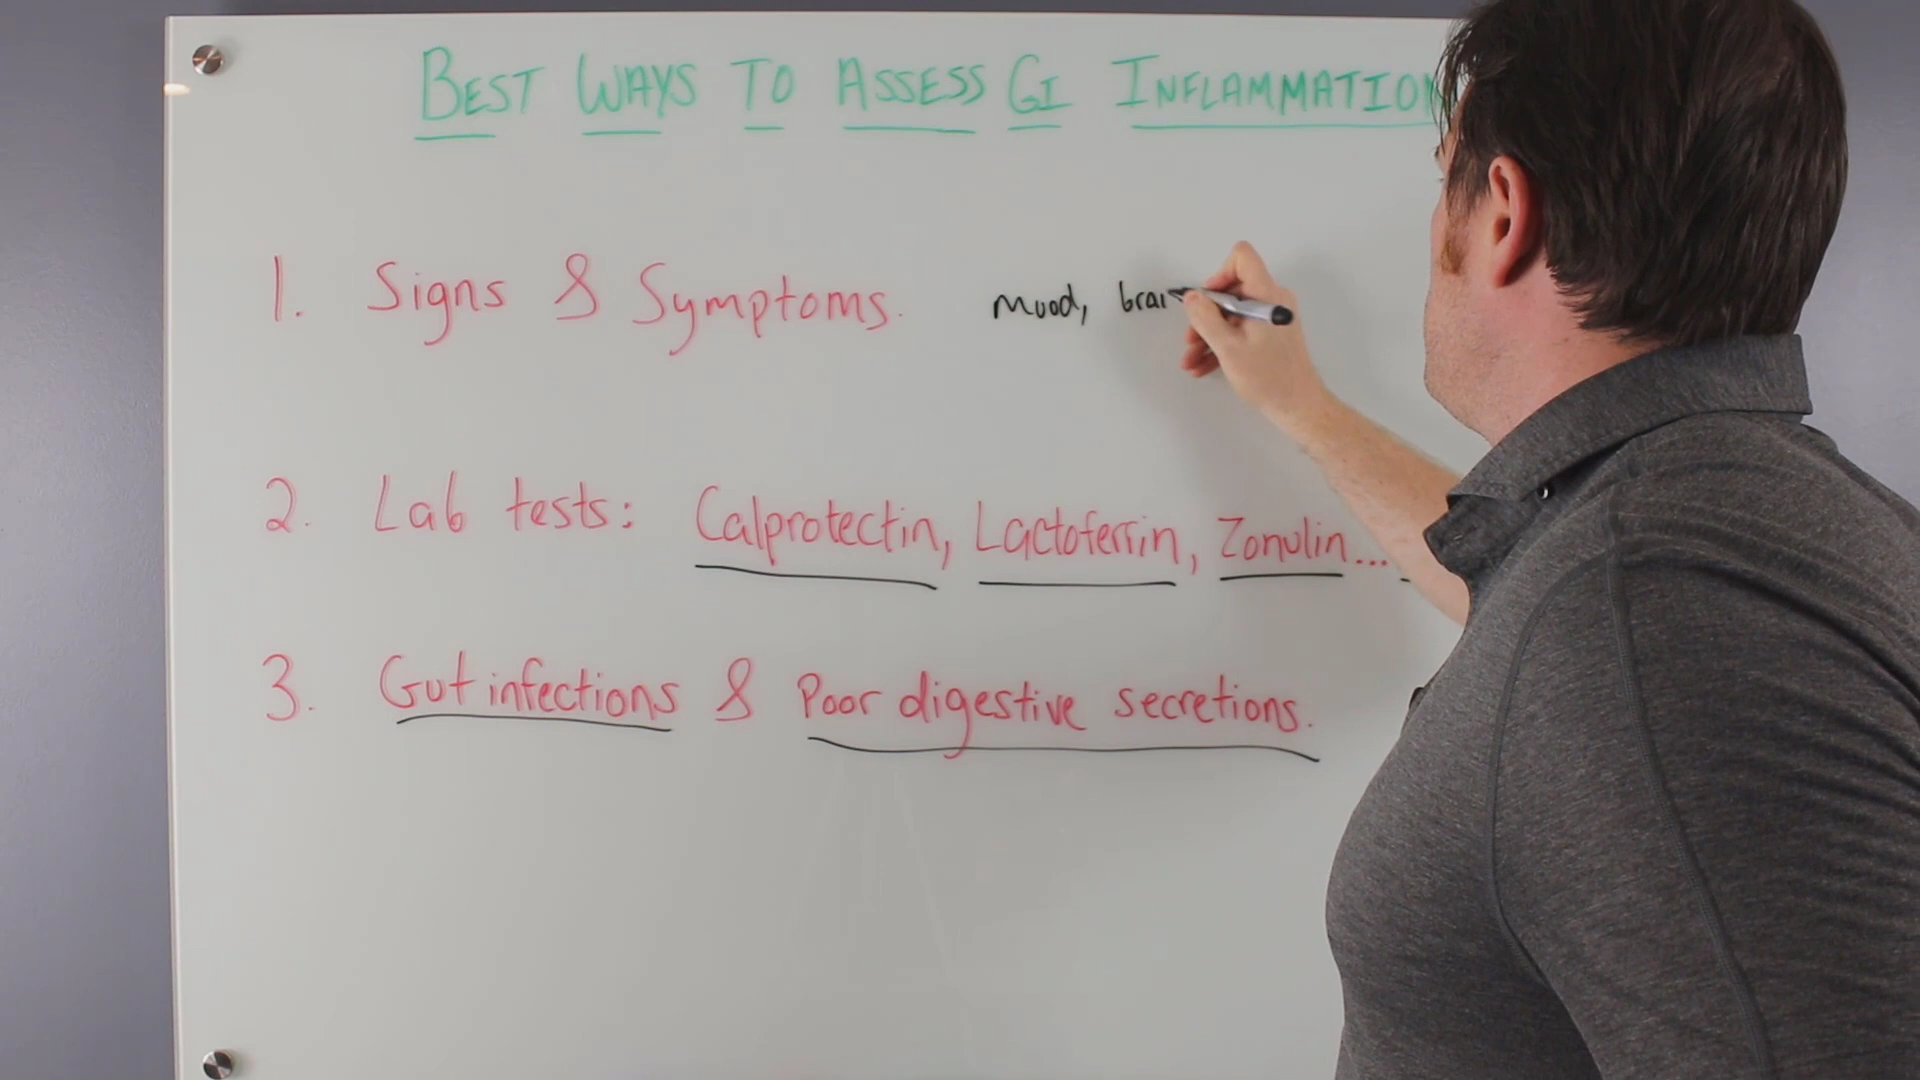 BEST WAYS TO ASSESS GI INFLAMMATION
1. Signs & Symptoms. Mood, brai
2. Lab tests: Calprotectin, Lactoferrin, Zonulin...
3. Gut infections & Poor digestive secretions.